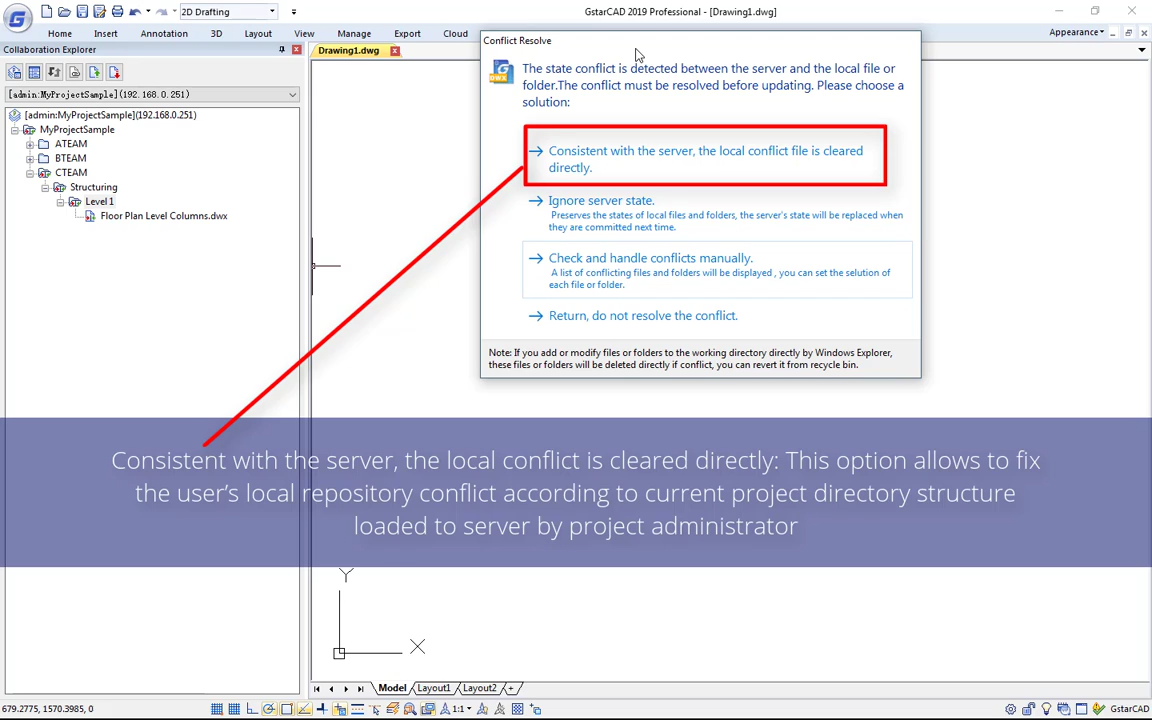 2D Drafting
GstarCAD 2019 Professional - [Drawing1.dwg]
Home Insert Annotation 3D Layout View Manage Export Cloud Appearance
Collaboration Explorer
Drawing1.dwg
[admin:MyProjectSample](192.168.0.251)
[admin:MyProjectSample](192.168.0.251)
MyProjectSample
ATEAM
BTEAM
CTEAM
Structuring
Level 1
Floor Plan Level Columns.dwx
Conflict Resolve
The state conflict is detected between the server and the local file or
folder.The conflict must be resolved before updating. Please choose a
solution:
Consistent with the server, the local conflict file is cleared
directly.
Ignore server state.
Preserves the states of local files and folders, the server's state will be replaced when
they are committed next time.
Check and handle conflicts manually.
A list of conflicting files and folders will be displayed , you can set the solution of
each file or folder.
Return, do not resolve the conflict.
Note: If you add or modify files or folders to the working directory directly by Windows Explorer,
these files or folders will be deleted directly if conflict, you can revert it from recycle bin.
Consistent with the server, the local conflict is cleared directly: This option allows to fix
the user's local repository conflict according to current project directory structure
loaded to server by project administrator
Y
X
Model Layout1 Layout2 +
679.2775, 1570.3985, 0
1:1
GstarCAD